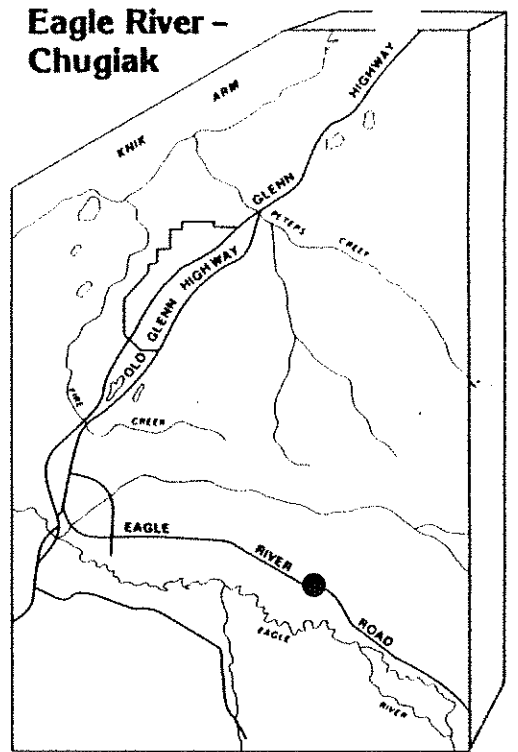 Eagle River –
Chugiak
KNIK ARM
HIGHWAY
GLENN
PETERS CREEK
OLD GLENN HIGHWAY
FIRE CREEK
EAGLE RIVER ROAD
EAGLE RIVER